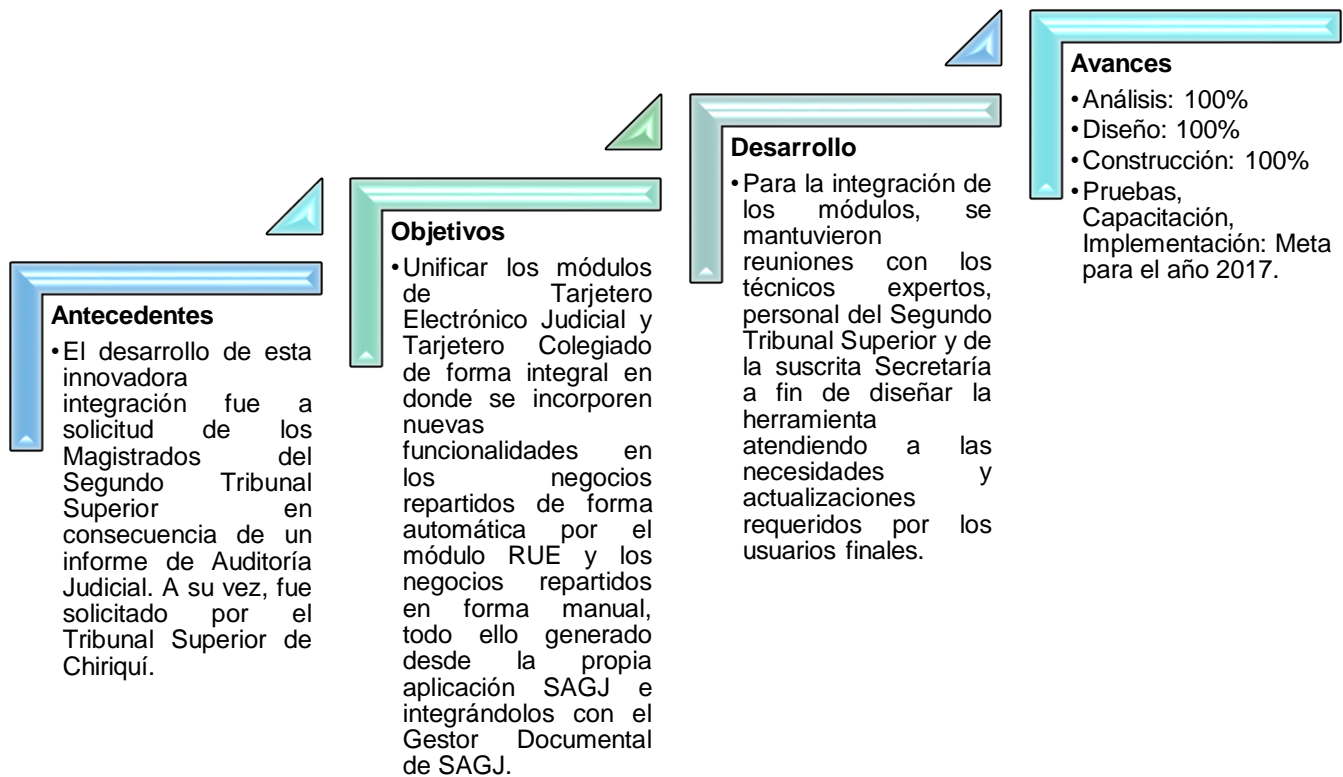 Antecedentes
•El desarrollo de esta
innovadora
integración fue a
solicitud de los
Magistrados del
Segundo Tribunal
Superior en
consecuencia de un
informe de Auditoría
Judicial. A su vez, fue
solicitado por el
Tribunal Superior de
Chiriquí.
Objetivos
•Unificar los módulos
de Tarjetero
Electrónico Judicial y
Tarjetero Colegiado
de forma integral en
donde se incorporen
nuevas
funcionalidades en
los negocios
repartidos de forma
automática por el
módulo RUE y los
negocios repartidos
en forma manual,
todo ello generado
desde la propia
aplicación SAGJ e
integrándolos con el
Gestor Documental
de SAGJ.
Desarrollo
•Para la integración de
los módulos, se
mantuvieron
reuniones con los
técnicos expertos,
personal del Segundo
Tribunal Superior y de
la suscrita Secretaría
a fin de diseñar la
herramienta
atendiendo a las
necesidades y
actualizaciones
requeridos por los
usuarios finales.
Avances
•Análisis: 100%
•Diseño: 100%
•Construcción: 100%
•Pruebas,
Capacitación,
Implementación: Meta
para el año 2017.